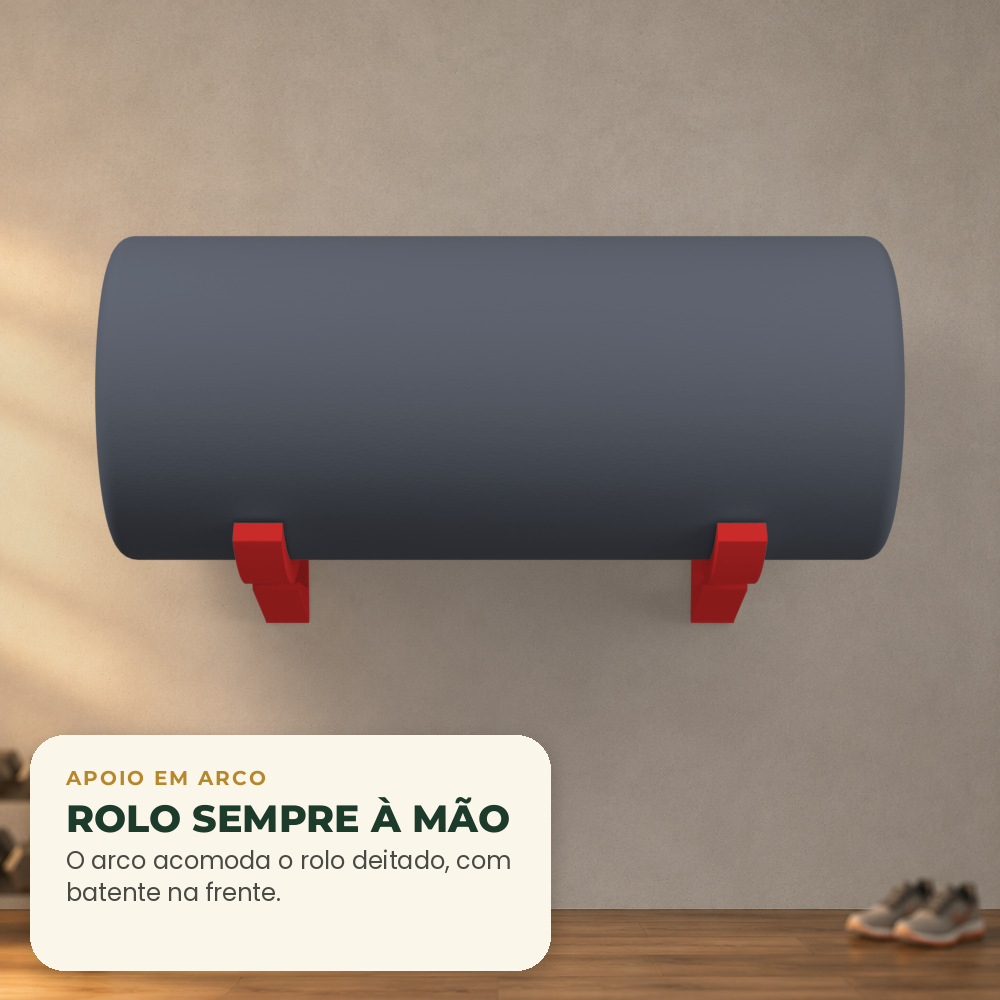 APOIO EM ARCO
ROLO SEMPRE À MÃO
O arco acomoda o rolo deitado, com
batente na frente.